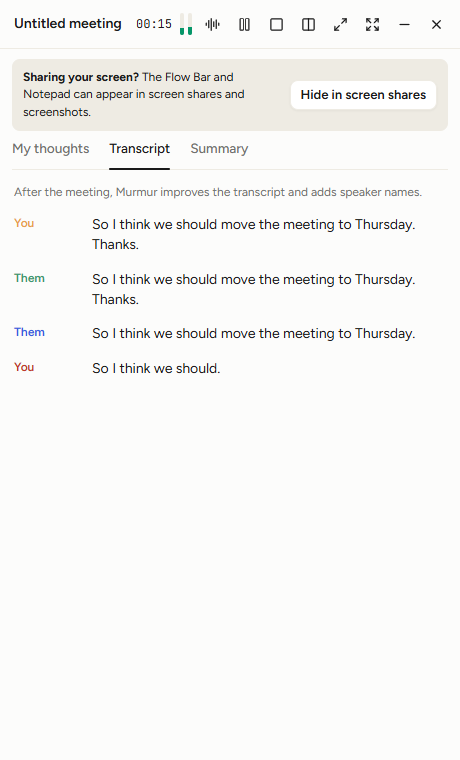 Untitled meeting 00:15
Sharing your screen? The Flow Bar and
Notepad can appear in screen shares and
screenshots.
Hide in screen shares
My thoughts Transcript Summary
After the meeting, Murmur improves the transcript and adds speaker names.
You So I think we should move the meeting to Thursday.
Thanks.
Them So I think we should move the meeting to Thursday.
Thanks.
Them So I think we should move the meeting to Thursday.
You So I think we should.